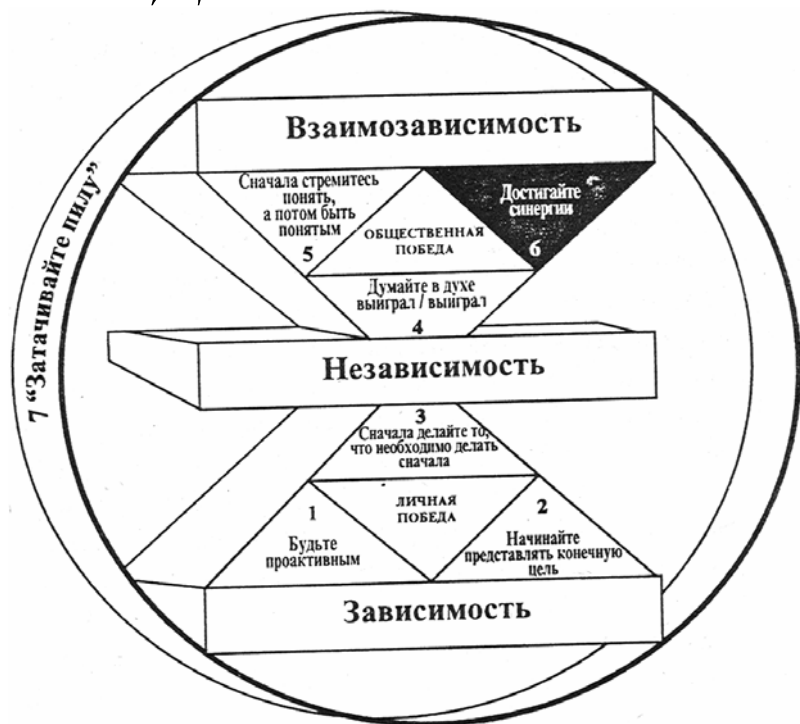 Взаимозависимость
Сначала стремитесь
понять,
а потом быть
понятым
5
ОБЩЕСТВЕННАЯ
ПОБЕДА
Достигайте
синергии
6
Думайте в духе
выиграл / выиграл
4
7 “Затачивайте пилу”
Независимость
3
Сначала делайте то,
что необходимо делать
сначала
1
Будьте
проактивным
ЛИЧНАЯ
ПОБЕДА
2
Начинайте
представлять конечную
цель
Зависимость